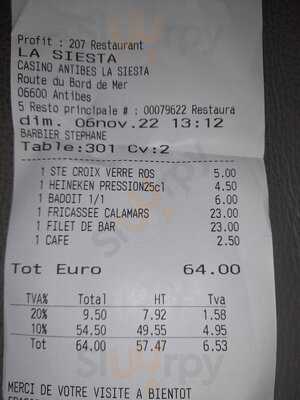 Profit : 207 Restaurant
LA SIESTA
CASINO ANTIBES LA SIESTA
Route du Bord de Mer
06600 Antibes
5 Resto principale # : 00079622 Restaura
dim. 06nov.22 13:12
BARBIER STEPHANE
Table:301 Cv:2
1 STE CROIX VERRE ROS 5.00
1 HEINEKEN PRESSION25cl 4.50
1 BADOIT 1/1 6.00
1 FRICASSEE CALAMARS 23.00
1 FILET DE BAR 23.00
1 CAFE 2.50
Tot Euro 64.00
TVA% Total HT Tva
20% 9.50 7.92 1.58
10% 54.50 49.55 4.95
Tot 64.00 57.47 6.53
MERCI DE VOTRE VISITE A BIENTOT